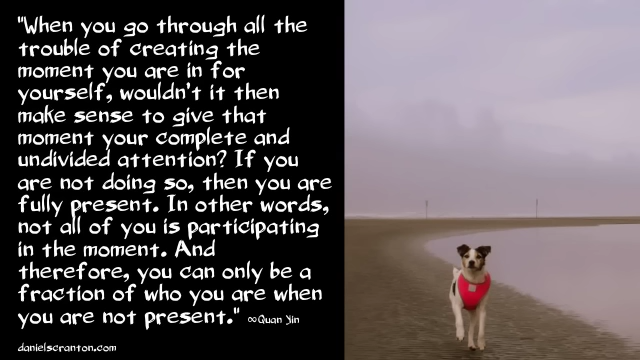 "When you go through all the
trouble of creating the
moment you are in for
yourself, wouldn't it then
make sense to give that
moment your complete and
undivided attention? If you
are not doing so, then you are
fully present. In other words,
not all of you is participating
in the moment. And
therefore, you can only be a
fraction of who you are when
you are not present." ∞Quan Yin
danielscranton.com